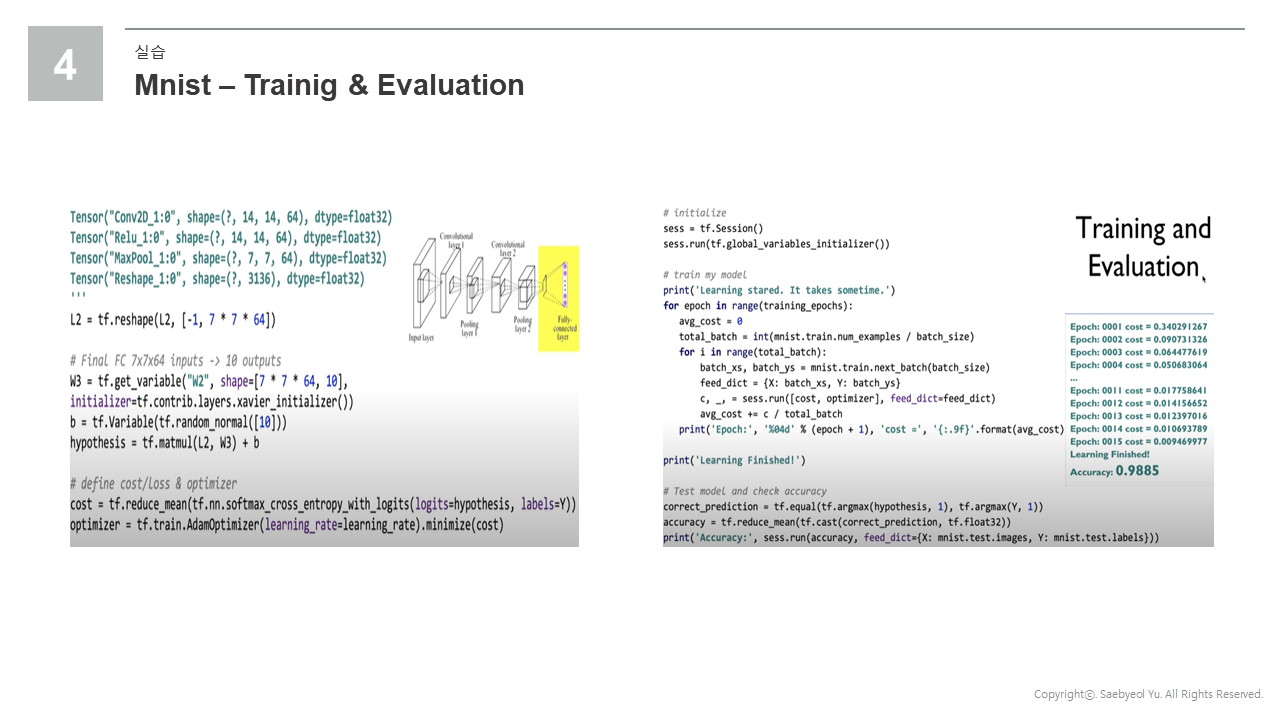 4
실습
Mnist – Trainig & Evaluation
Tensor("Conv2D_1:0", shape=(?, 14, 14, 64), dtype=float32)
Tensor("Relu_1:0", shape=(?, 14, 14, 64), dtype=float32)
Tensor("MaxPool_1:0", shape=(?, 7, 7, 64), dtype=float32)
Tensor("Reshape_1:0", shape=(?, 3136), dtype=float32)
'''
L2 = tf.reshape(L2, [-1, 7 * 7 * 64])
# Final FC 7x7x64 inputs -> 10 outputs
W3 = tf.get_variable("W2", shape=[7 * 7 * 64, 10],
initializer=tf.contrib.layers.xavier_initializer())
b = tf.Variable(tf.random_normal([10]))
hypothesis = tf.matmul(L2, W3) + b
# define cost/loss & optimizer
cost = tf.reduce_mean(tf.nn.softmax_cross_entropy_with_logits(logits=hypothesis, labels=Y))
optimizer = tf.train.AdamOptimizer(learning_rate=learning_rate).minimize(cost)
Convolutional
layer 1
Convolutional
layer 2
Input layer
Pooling
layer 1
Pooling
layer 2
Fully-
connected
layer
# initialize
sess = tf.Session()
sess.run(tf.global_variables_initializer())
# train my model
print('Learning stared. It takes sometime.')
for epoch in range(training_epochs):
avg_cost = 0
total_batch = int(mnist.train.num_examples / batch_size)
for i in range(total_batch):
batch_xs, batch_ys = mnist.train.next_batch(batch_size)
feed_dict = {X: batch_xs, Y: batch_ys}
c, _, = sess.run([cost, optimizer], feed_dict=feed_dict)
avg_cost += c / total_batch
print('Epoch:', '%04d' % (epoch + 1), 'cost =', '{:.9f}'.format(avg_cost)
print('Learning Finished!')
# Test model and check accuracy
correct_prediction = tf.equal(tf.argmax(hypothesis, 1), tf.argmax(Y, 1))
accuracy = tf.reduce_mean(tf.cast(correct_prediction, tf.float32))
print('Accuracy:', sess.run(accuracy, feed_dict={X: mnist.test.images, Y: mnist.test.labels}))
Training and
Evaluation
Epoch: 0001 cost = 0.340291267
Epoch: 0002 cost = 0.090731326
Epoch: 0003 cost = 0.064477619
Epoch: 0004 cost = 0.050683064
...
Epoch: 0011 cost = 0.017758641
Epoch: 0012 cost = 0.014156652
Epoch: 0013 cost = 0.012397016
Epoch: 0014 cost = 0.010693789
Epoch: 0015 cost = 0.009469977
Learning Finished!
Accuracy: 0.9885
Copyrightⓒ. Saebyeol Yu. All Rights Reserved.